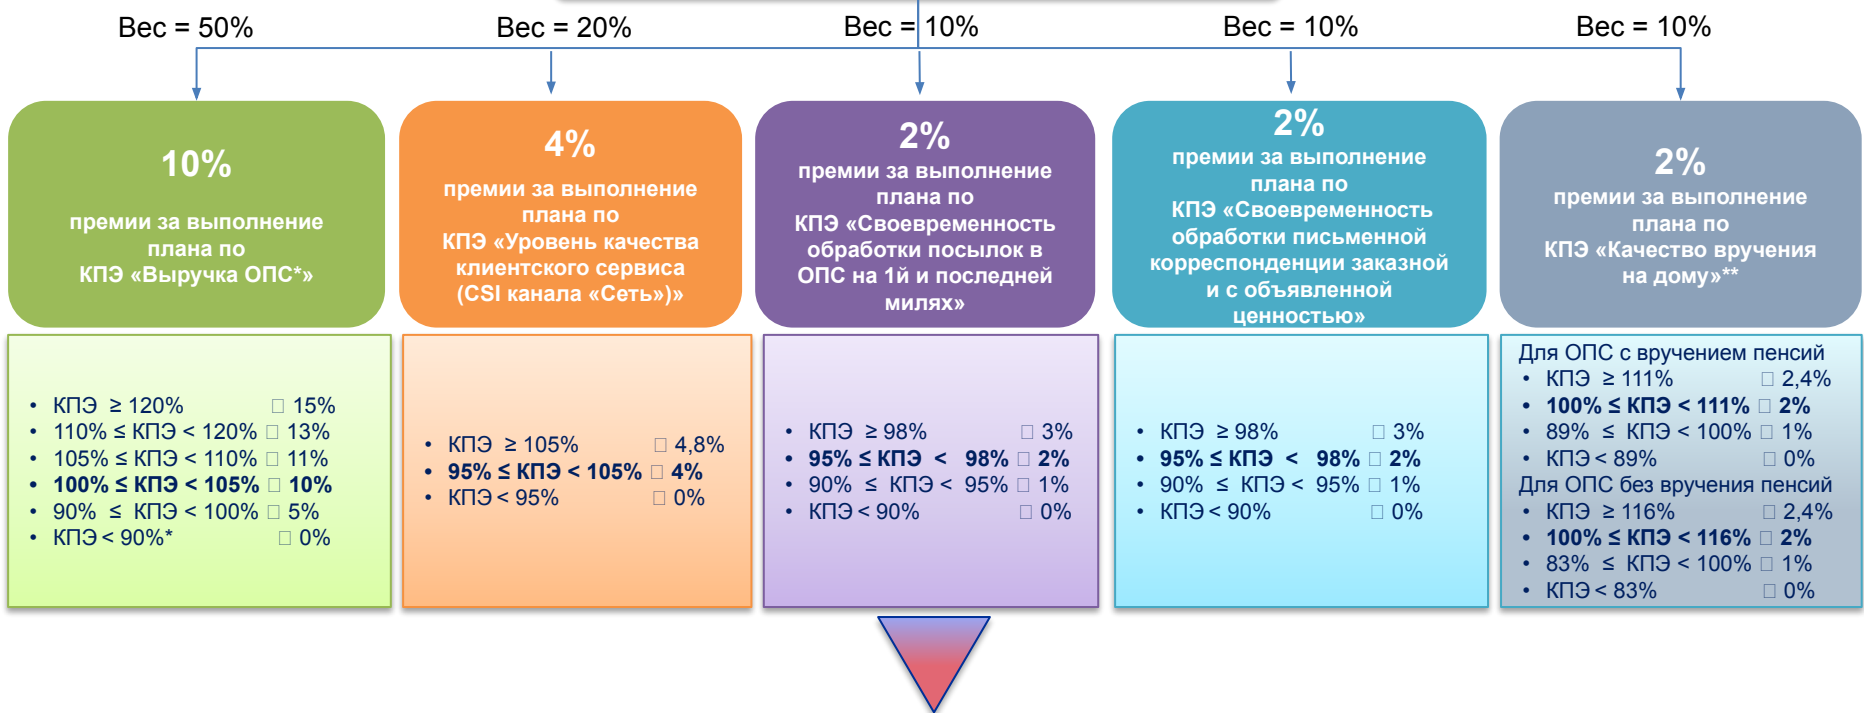 Вес = 50%
Вес = 20%
Вес = 10%
Вес = 10%
Вес = 10%
10%
премии за выполнение
плана по
КПЭ «Выручка ОПС*»
4%
премии за выполнение
плана по
КПЭ «Уровень качества
клиентского сервиса
(CSI канала «Сеть»)»
2%
премии за выполнение
плана по
КПЭ «Своевременность
обработки посылок в
ОПС на 1й и последней
милях»
2%
премии за выполнение
плана по
КПЭ «Своевременность
обработки письменной
корреспонденции заказной
и с объявленной
ценностью»
2%
премии за выполнение
плана по
КПЭ «Качество вручения
на дому»**
• КПЭ ≥ 120% □ 15%
• 110% ≤ КПЭ < 120% □ 13%
• 105% ≤ КПЭ < 110% □ 11%
• 100% ≤ КПЭ < 105% □ 10%
• 90% ≤ КПЭ < 100% □ 5%
• КПЭ < 90%* □ 0%
• КПЭ ≥ 105% □ 4,8%
• 95% ≤ КПЭ < 105% □ 4%
• КПЭ < 95% □ 0%
• КПЭ ≥ 98% □ 3%
• 95% ≤ КПЭ < 98% □ 2%
• 90% ≤ КПЭ < 95% □ 1%
• КПЭ < 90% □ 0%
• КПЭ ≥ 98% □ 3%
• 95% ≤ КПЭ < 98% □ 2%
• 90% ≤ КПЭ < 95% □ 1%
• КПЭ < 90% □ 0%
Для ОПС с вручением пенсий
• КПЭ ≥ 111% □ 2,4%
• 100% ≤ КПЭ < 111% □ 2%
• 89% ≤ КПЭ < 100% □ 1%
• КПЭ < 89% □ 0%
Для ОПС без вручения пенсий
• КПЭ ≥ 116% □ 2,4%
• 100% ≤ КПЭ < 116% □ 2%
• 83% ≤ КПЭ < 100% □ 1%
• КПЭ < 83% □ 0%